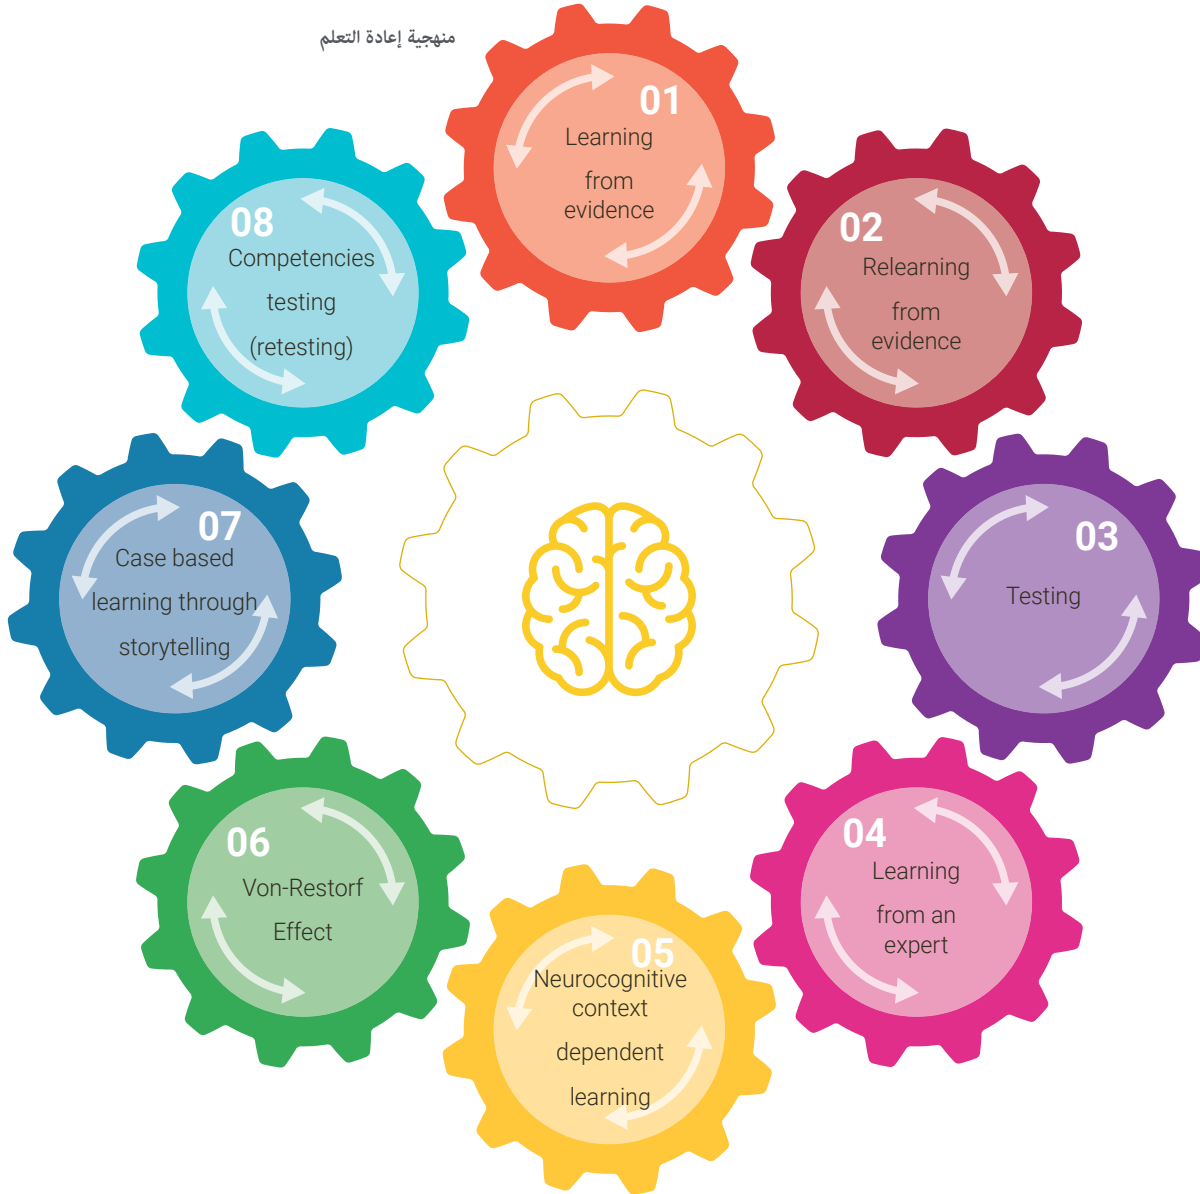 منهجية إعادة التعلم
01
Learning
from
evidence
02
Relearning
from
evidence
03
Testing
04
Learning
from an
expert
05
Neurocognitive
context
dependent
learning
06
Von-Restorf
Effect
07
Case based
learning through
storytelling
08
Competencies
testing
(retesting)